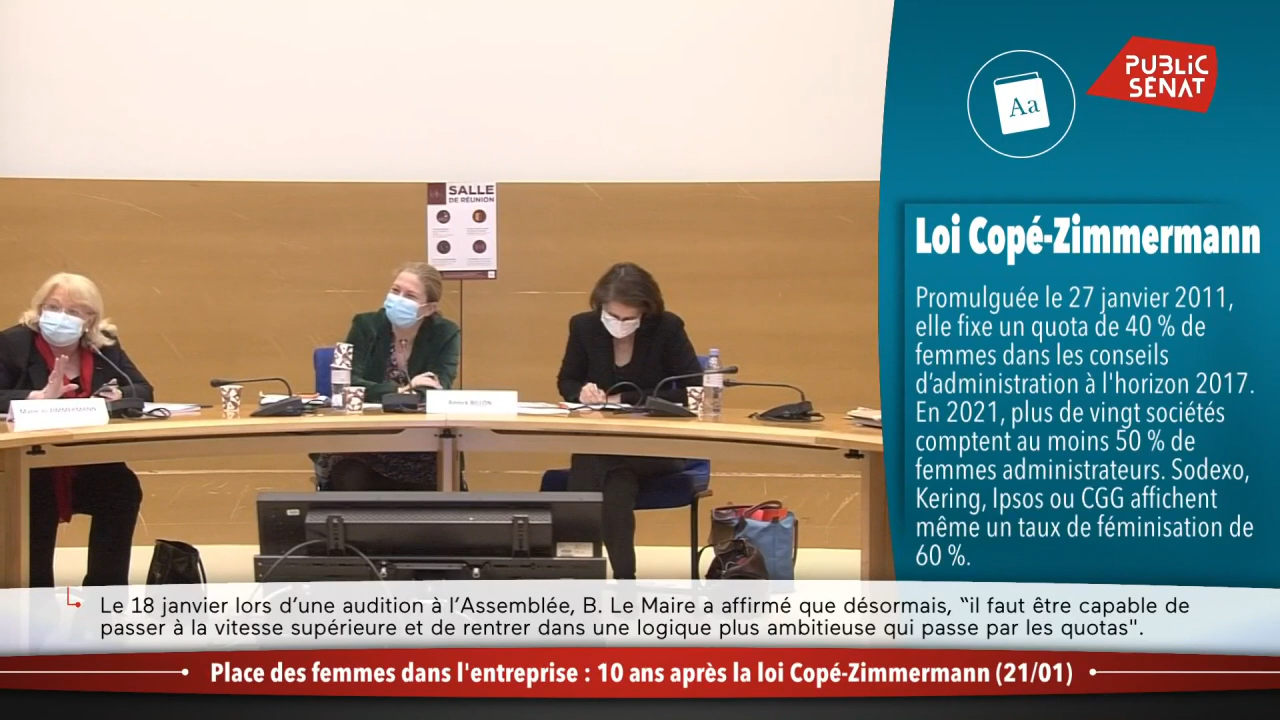 PUBLIC
SÉNAT
Aa
Loi Copé-Zimmermann
Promulguée le 27 janvier 2011,
elle fixe un quota de 40 % de
femmes dans les conseils
d'administration à l'horizon 2017.
En 2021, plus de vingt sociétés
comptent au moins 50 % de
femmes administrateurs. Sodexo,
Kering, Ipsos ou CGG affichent
même un taux de féminisation de
60 %.
SALLE
DE RÉUNION
ZIMMERMANN
Annick BILLON
Le 18 janvier lors d'une audition à l'Assemblée, B. Le Maire a affirmé que désormais, "il faut être capable de
passer à la vitesse supérieure et de rentrer dans une logique plus ambitieuse qui passe par les quotas".
Place des femmes dans l'entreprise : 10 ans après la loi Copé-Zimmermann (21/01)